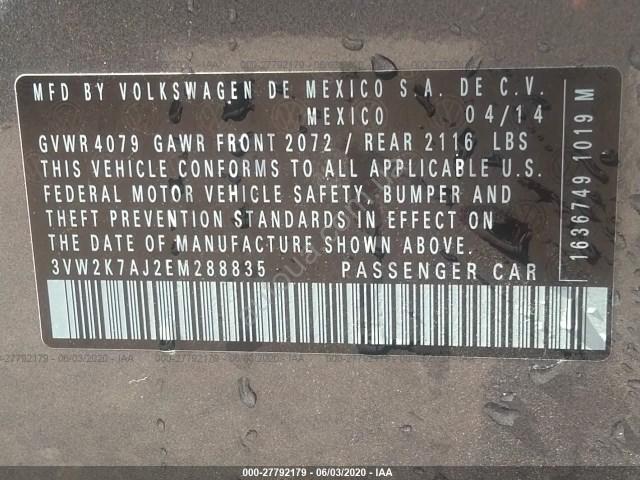 MFD BY VOLKSWAGEN DE MEXICO S.A. DE C.V.
MEXICO 04/14
GVWR 4079 GAWR FRONT 2072 / REAR 2116 LBS
THIS VEHICLE CONFORMS TO ALL APPLICABLE U.S.
FEDERAL MOTOR VEHICLE SAFETY, BUMPER AND
THEFT PREVENTION STANDARDS IN EFFECT ON
THE DATE OF MANUFACTURE SHOWN ABOVE.
3VW2K7AJ2EM288835 PASSENGER CAR
1636749 1019 M
000-27792179 - 06/03/2020 - IAA